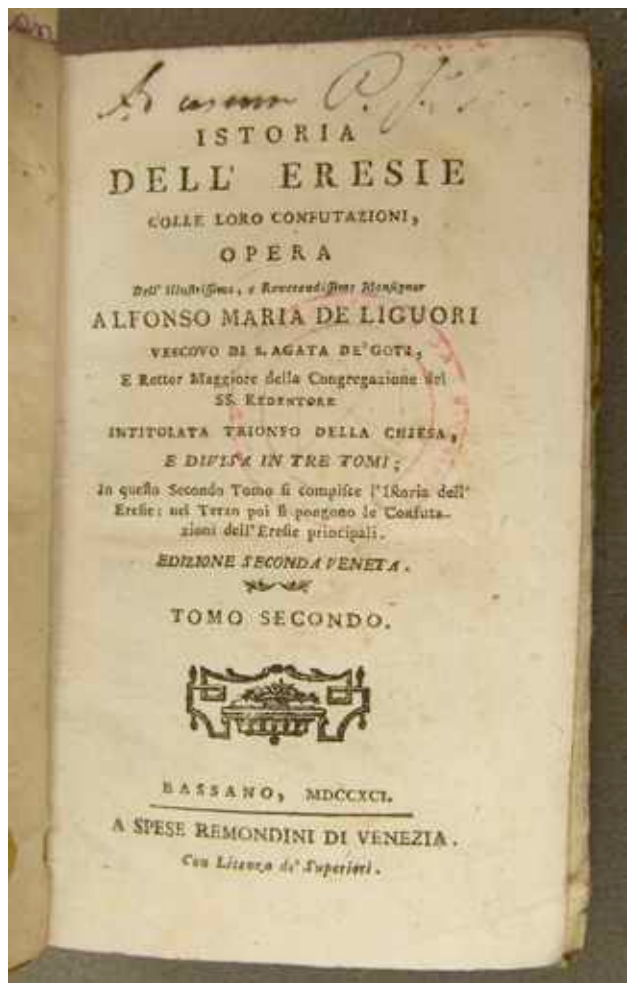 ISTORIA
DELL' ERESIE
COLLE LORO CONFUTAZIONI,
OPERA
Dell' Illuſtriſſimo, e Reverendiſſimo Monſignor
ALFONSO MARIA DE LIGUORI
VESCOVO DI S. AGATA DE' GOTI,
E Rettor Maggiore della Congregazione del
SS. REDENTORE
INTITOLATA TRIONFO DELLA CHIESA,
E DIVISA IN TRE TOMI;
In queſto Secondo Tomo ſi compiſce l'Iſtoria dell'
Ereſie: nel Terzo poi ſi pongono le Confuta-
zioni dell'Ereſie principali.
EDIZIONE SECONDA VENETA.
TOMO SECONDO.
BASSANO, MDCCXCI.
A SPESE REMONDINI DI VENEZIA.
Con Licenza de' Superiori.